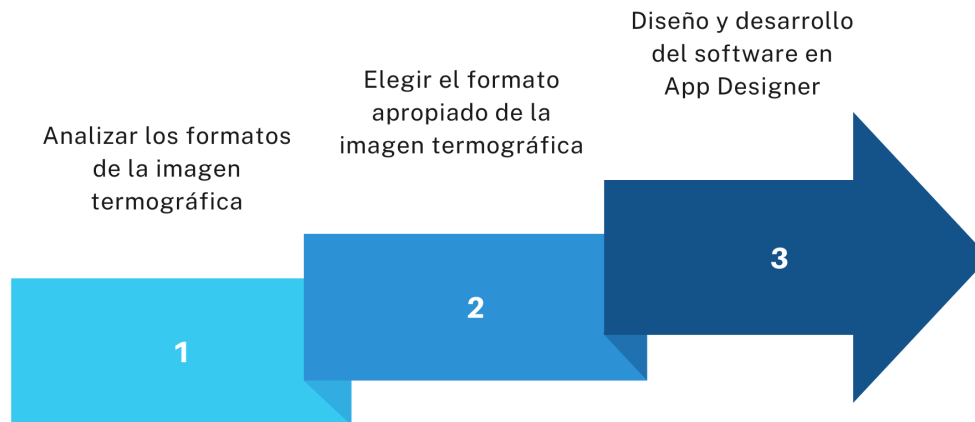 Analizar los formatos
de la imagen
termográfica
1
Elegir el formato
apropiado de la
imagen termográfica
2
Diseño y desarrollo
del software en
App Designer
3